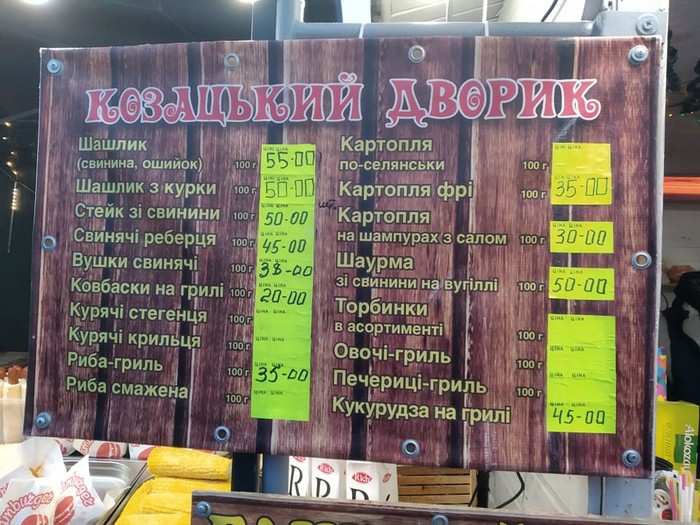 КОЗАЦЬКИЙ ДВОРИК
Шашлик
(свинина, ошийок) 100 г 55-00
Шашлик з курки 100 г 50-00
шт.
Стейк зі свинини 100 г 50-00
Свинячі реберця 100 г 45-00
Вушки свинячі 100 г 38-00
Ковбаски на грилі 100 г 20-00
Курячі стегенця 100 г
Курячі крильця 100 г
Риба-гриль 100 г 35-00
Риба смажена 100 г
Картопля
по-селянськи 100 г
Картопля фрі 100 г 35-00
Картопля
на шампурах з салом 100 г 30-00
Шаурма
зі свинини на вугіллі 100 г 50-00
Торбинки
в асортименті 100 г
Овочі-гриль 100 г
Печериці-гриль 100 г
Кукурудза на грилі 45-00
Hamburger
Alokozay